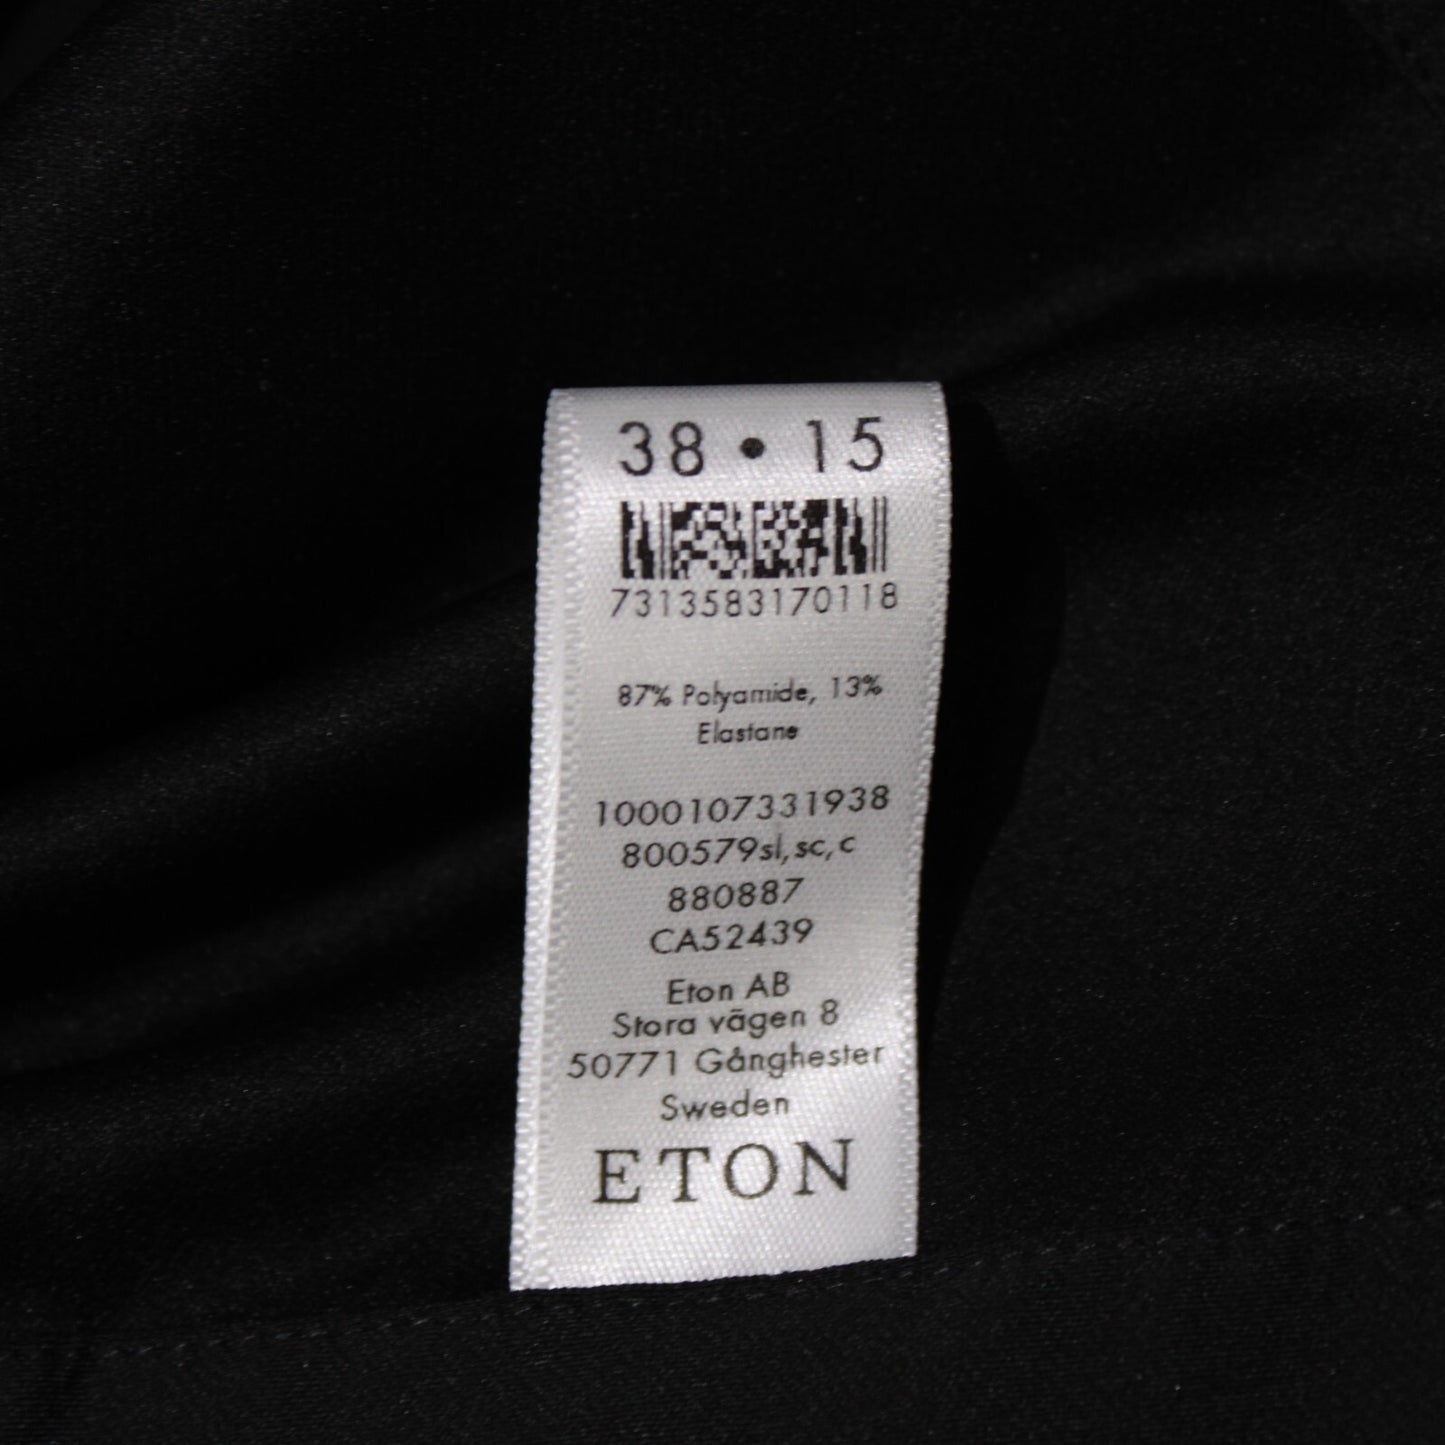 38 • 15
7313583170118
87% Polyamide, 13%
Elastane
1000107331938
800579sl, sc, c
880887
CA52439
Eton AB
Stora vägen 8
50771 Gånghester
Sweden
ETON